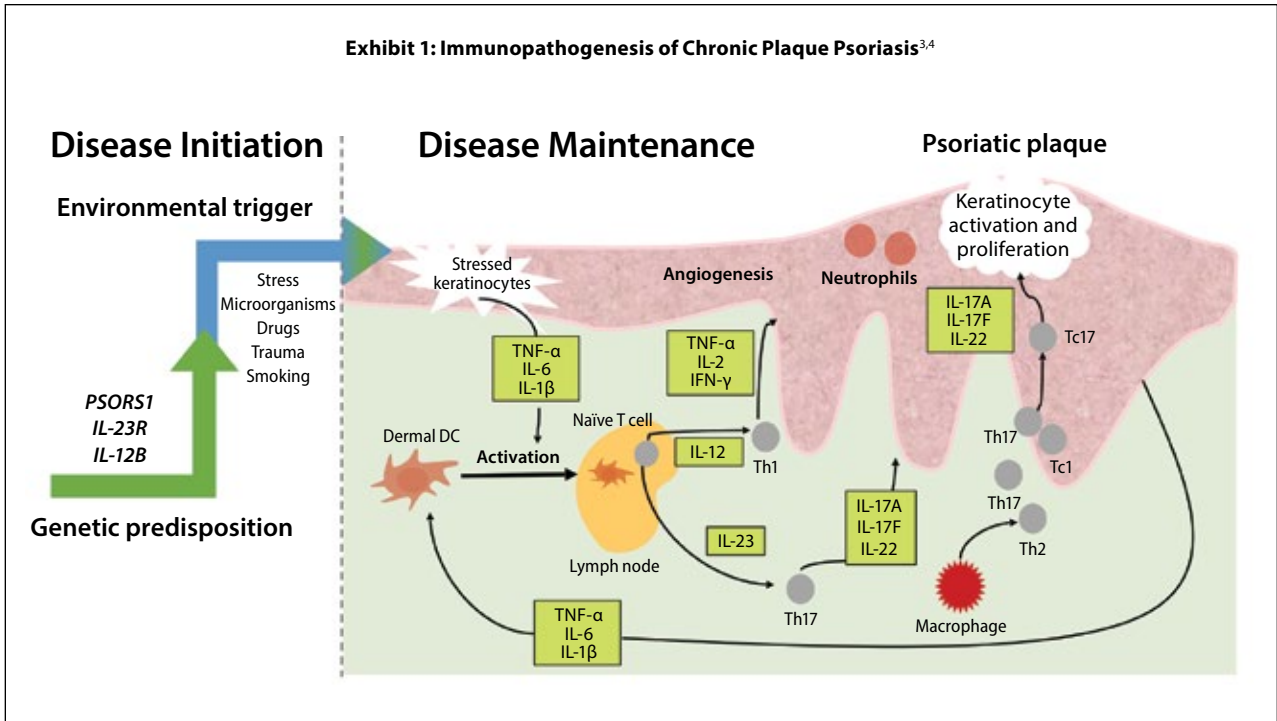 Exhibit 1: Immunopathogenesis of Chronic Plaque Psoriasis3,4
Disease Initiation
Environmental trigger
Stress
Microorganisms
Drugs
Trauma
Smoking
PSORS1
IL-23R
IL-12B
Genetic predisposition
Disease Maintenance
Psoriatic plaque
Stressed
keratinocytes
TNF-α
IL-6
IL-1β
Dermal DC
Activation
Naïve T cell
Lymph node
IL-12
Th1
TNF-α
IL-2
IFN-γ
Angiogenesis
IL-23
Th17
IL-17A
IL-17F
IL-22
Neutrophils
Keratinocyte
activation and
proliferation
IL-17A
IL-17F
IL-22
Tc17
Th17
Tc1
Th17
Th2
Macrophage
TNF-α
IL-6
IL-1β